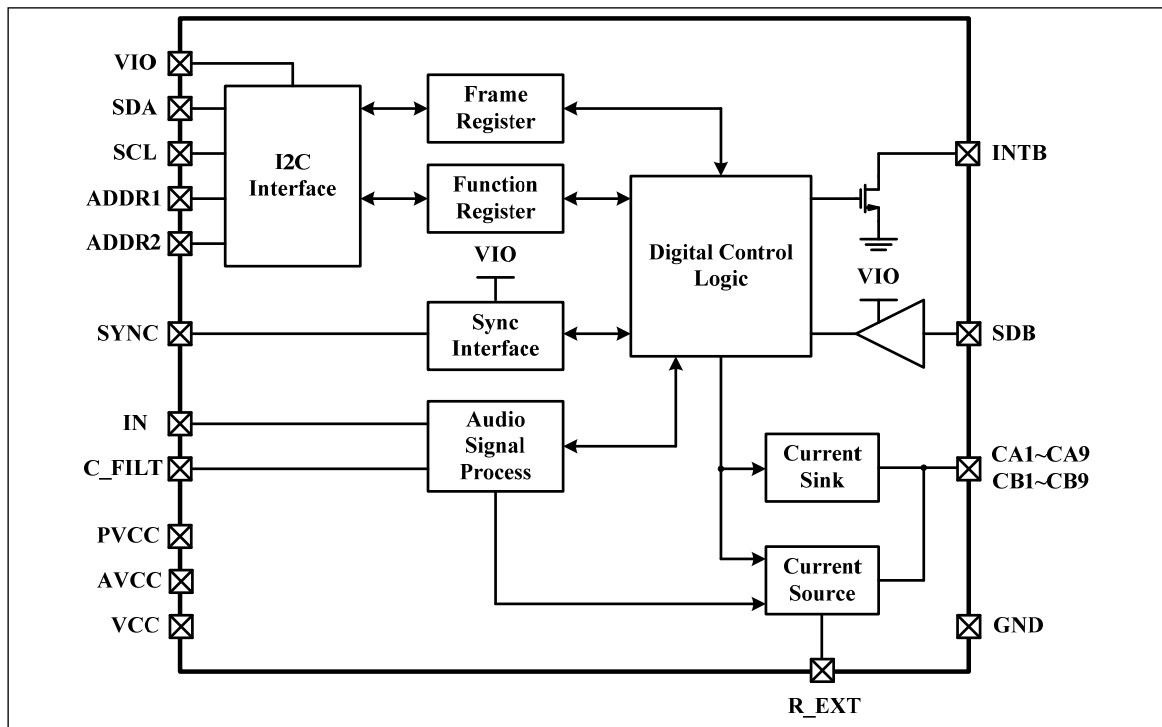 VIO
SDA
SCL
ADDR1
ADDR2
SYNC
IN
C_FILT
PVCC
AVCC
VCC
I2C
Interface
Frame
Register
Function
Register
VIO
Sync
Interface
Audio
Signal
Process
Digital Control
Logic
VIO
Current
Sink
Current
Source
INTB
SDB
CA1~CA9
CB1~CB9
GND
R_EXT